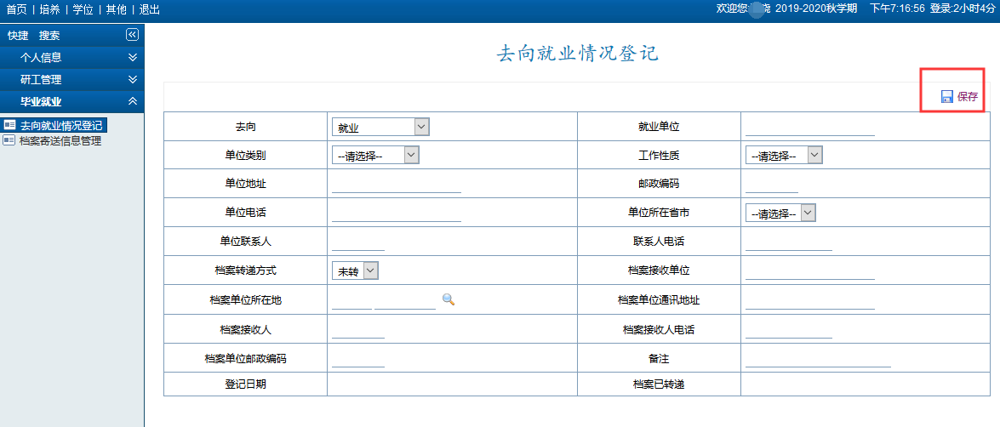 首页 | 培养 | 学位 | 其他 | 退出
欢迎您: 晓 2019-2020秋学期 下午7:16:56 登录:2小时4分
快捷 搜索
个人信息
研工管理
毕业就业
去向就业情况登记
档案寄送信息管理
去向就业情况登记
保存
去向 就业 就业单位
单位类别 --请选择-- 工作性质 --请选择--
单位地址 邮政编码
单位电话 单位所在省市 --请选择--
单位联系人 联系人电话
档案转递方式 未转 档案接收单位
档案单位所在地 档案单位通讯地址
档案接收人 档案接收人电话
档案单位邮政编码 备注
登记日期 档案已转递